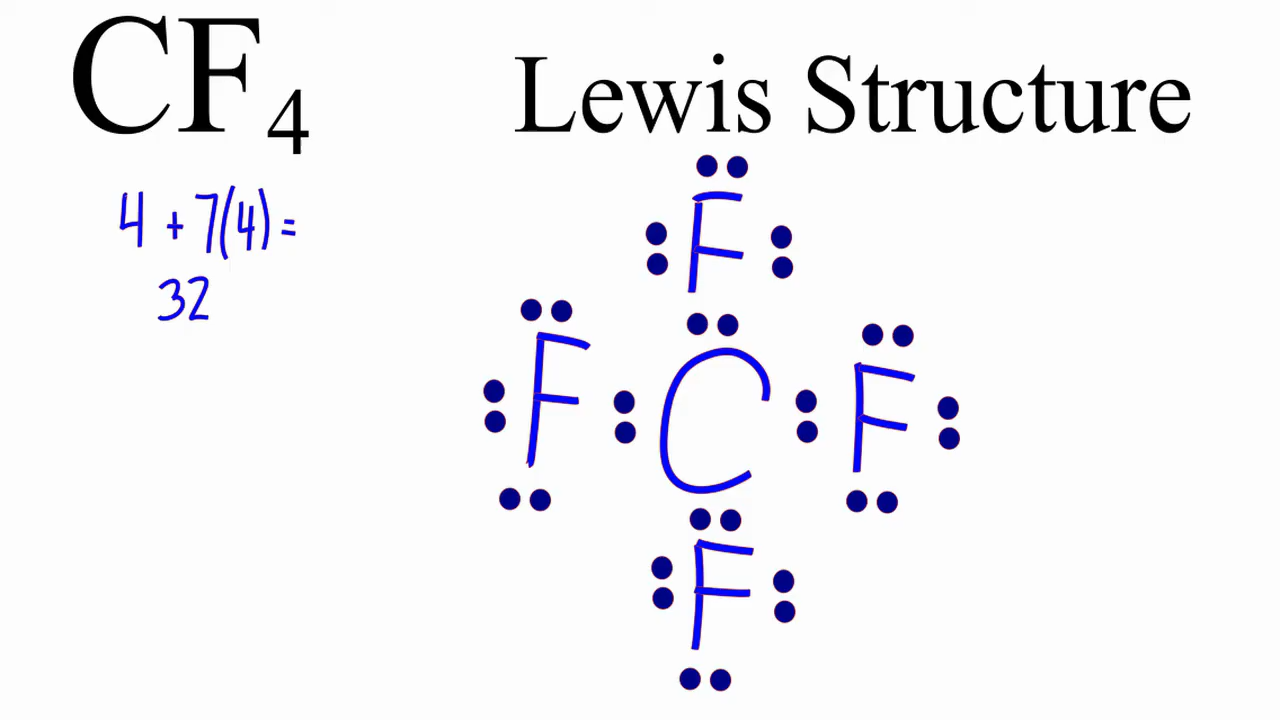 CF₄ Lewis Structure
4 + 7(4) =
32
F
F C F
F